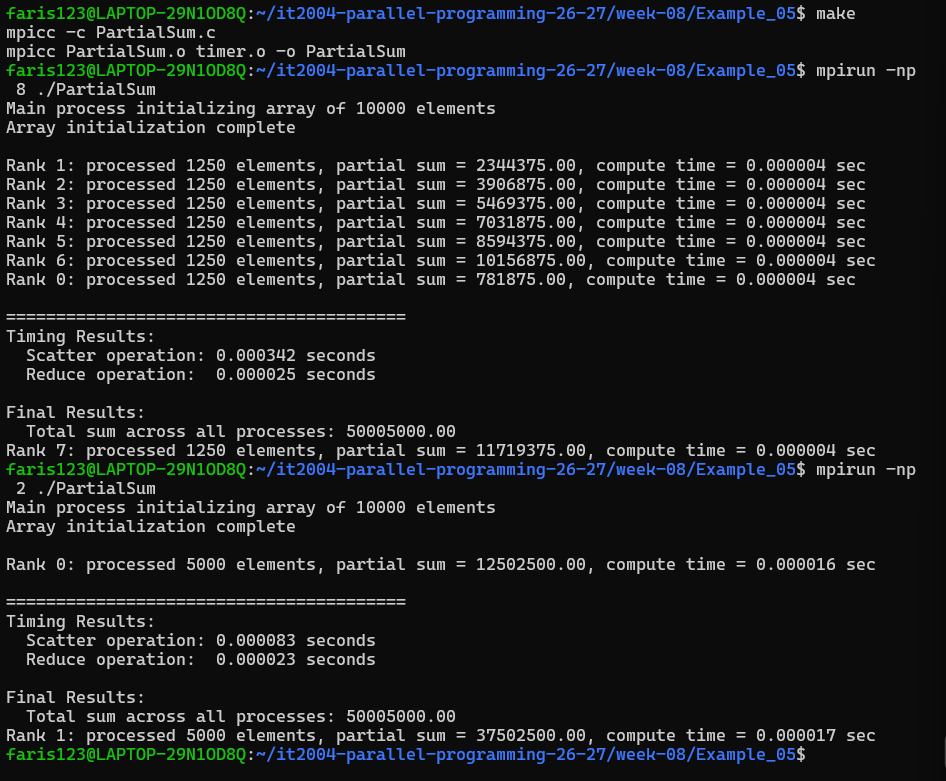 faris123@LAPTOP-29N1OD8Q:~/it2004-parallel-programming-26-27/week-08/Example_05$ make
mpicc -c PartialSum.c
mpicc PartialSum.o timer.o -o PartialSum
faris123@LAPTOP-29N1OD8Q:~/it2004-parallel-programming-26-27/week-08/Example_05$ mpirun -np
 8 ./PartialSum
Main process initializing array of 10000 elements
Array initialization complete

Rank 1: processed 1250 elements, partial sum = 2344375.00, compute time = 0.000004 sec
Rank 2: processed 1250 elements, partial sum = 3906875.00, compute time = 0.000004 sec
Rank 3: processed 1250 elements, partial sum = 5469375.00, compute time = 0.000004 sec
Rank 4: processed 1250 elements, partial sum = 7031875.00, compute time = 0.000004 sec
Rank 5: processed 1250 elements, partial sum = 8594375.00, compute time = 0.000004 sec
Rank 6: processed 1250 elements, partial sum = 10156875.00, compute time = 0.000004 sec
Rank 0: processed 1250 elements, partial sum = 781875.00, compute time = 0.000004 sec

========================================
Timing Results:
  Scatter operation: 0.000342 seconds
  Reduce operation:  0.000025 seconds

Final Results:
  Total sum across all processes: 50005000.00
Rank 7: processed 1250 elements, partial sum = 11719375.00, compute time = 0.000004 sec
faris123@LAPTOP-29N1OD8Q:~/it2004-parallel-programming-26-27/week-08/Example_05$ mpirun -np
 2 ./PartialSum
Main process initializing array of 10000 elements
Array initialization complete

Rank 0: processed 5000 elements, partial sum = 12502500.00, compute time = 0.000016 sec

========================================
Timing Results:
  Scatter operation: 0.000083 seconds
  Reduce operation:  0.000023 seconds

Final Results:
  Total sum across all processes: 50005000.00
Rank 1: processed 5000 elements, partial sum = 37502500.00, compute time = 0.000017 sec
faris123@LAPTOP-29N1OD8Q:~/it2004-parallel-programming-26-27/week-08/Example_05$